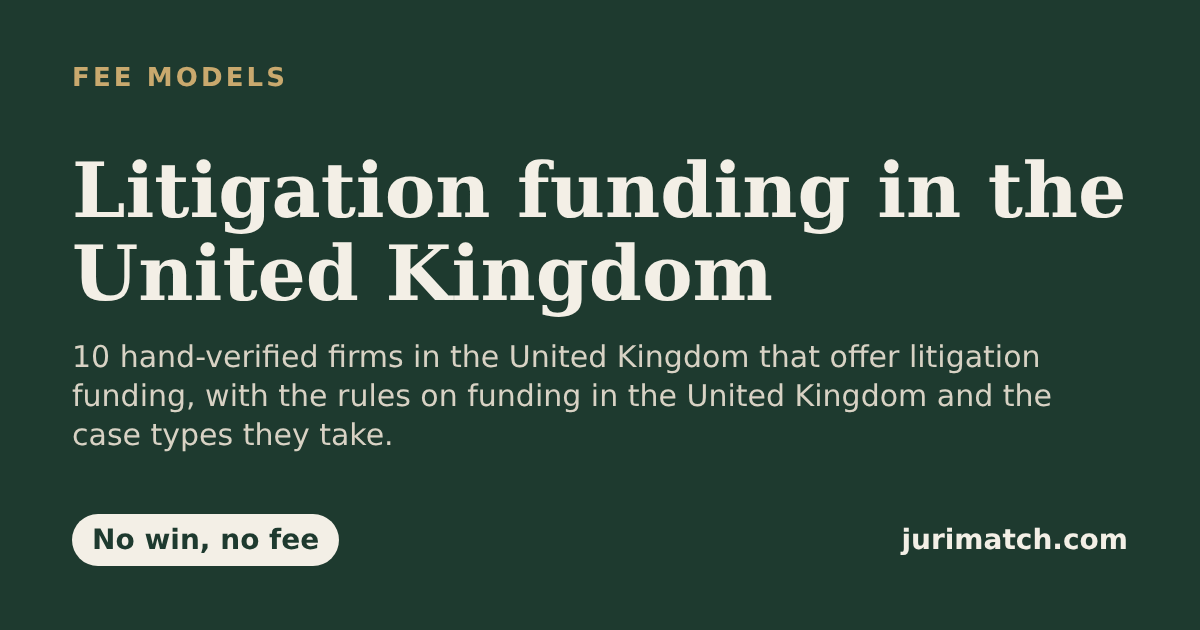 FEE MODELS
Litigation funding in the
United Kingdom
10 hand-verified firms in the United Kingdom that offer litigation
funding, with the rules on funding in the United Kingdom and the
case types they take.
No win, no fee
jurimatch.com